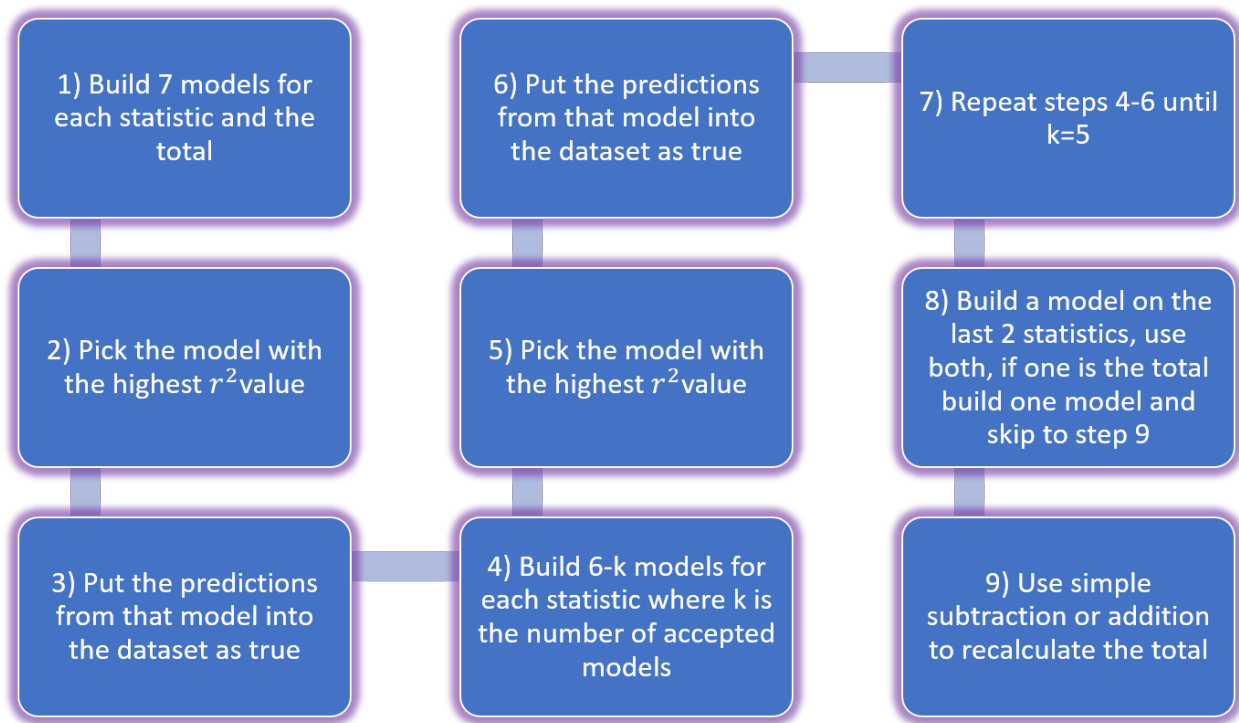 1) Build 7 models for
each statistic and the
total
2) Pick the model with
the highest r² value
3) Put the predictions
from that model into
the dataset as true
4) Build 6-k models for
each statistic where k is
the number of accepted
models
5) Pick the model with
the highest r² value
6) Put the predictions
from that model into
the dataset as true
7) Repeat steps 4-6 until
k=5
8) Build a model on the
last 2 statistics, use
both, if one is the total
build one model and
skip to step 9
9) Use simple
subtraction or addition
to recalculate the total